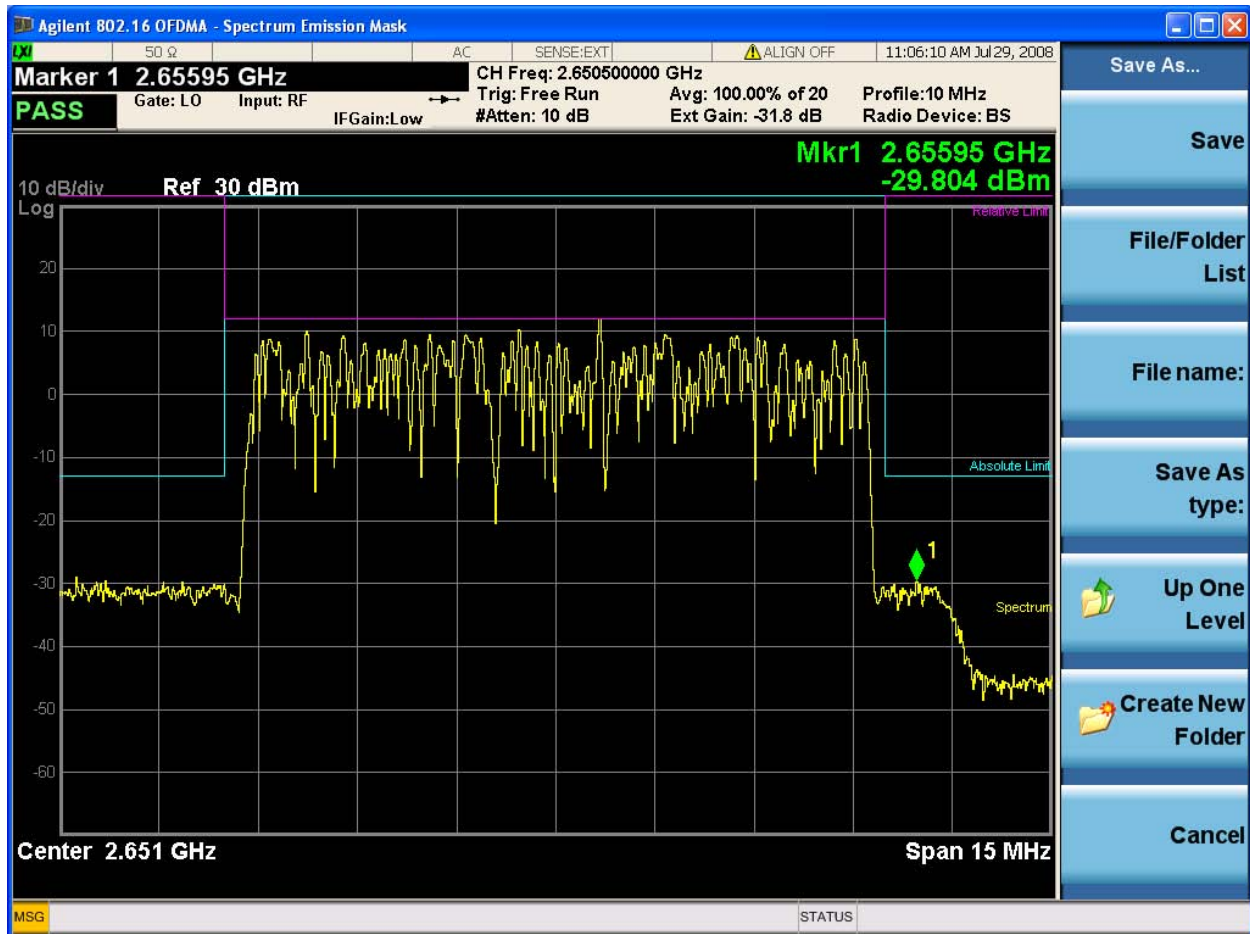 Agilent 802.16 OFDMA - Spectrum Emission Mask
LXI
50 Ω
AC
SENSE:EXT
ALIGN OFF
11:06:10 AM Jul 29, 2008
Marker 1 2.65595 GHz
PASS
Gate: LO
Input: RF
IFGain:Low
CH Freq: 2.650500000 GHz
Trig: Free Run
#Atten: 10 dB
Avg: 100.00% of 20
Ext Gain: -31.8 dB
Profile:10 MHz
Radio Device: BS
Mkr1 2.65595 GHz
-29.804 dBm
10 dB/div
Log
Ref 30 dBm
Relative Limit
20
10
0
-10
Absolute Limit
-20
1
-30
Spectrum
-40
-50
-60
Center 2.651 GHz
Span 15 MHz
MSG
STATUS
Save As...
Save
File/Folder
List
File name:
Save As
type:
Up One
Level
Create New
Folder
Cancel